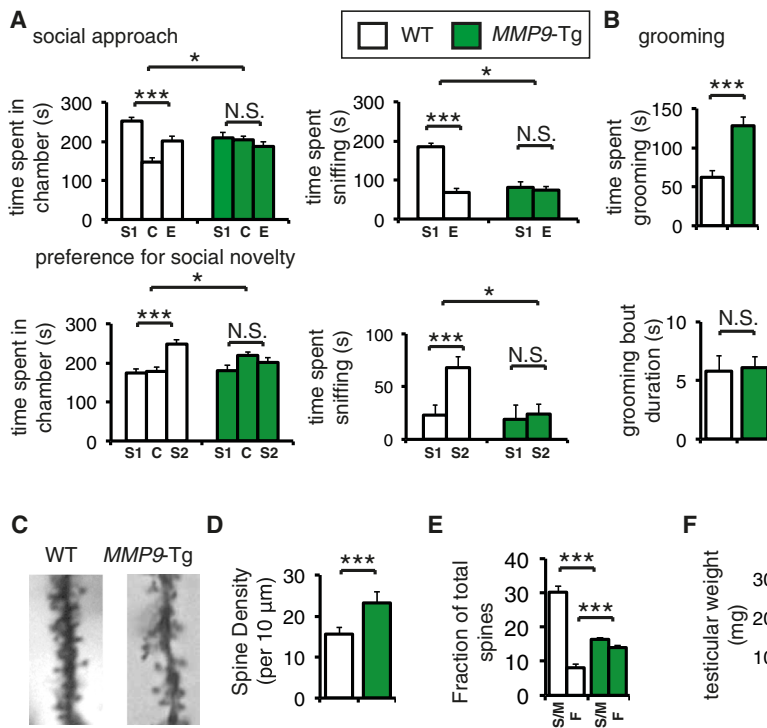 A social approach
WT MMP9-Tg
B grooming
time spent in chamber (s)
300
200
100
0
*
***
N.S.
S1 C E S1 C E
time spent sniffing (s)
300
200
100
0
*
***
N.S.
S1 E S1 E
time spent grooming (s)
150
100
50
0
***
preference for social novelty
time spent in chamber (s)
300
200
100
0
*
***
N.S.
S1 C S2 S1 C S2
time spent sniffing (s)
100
50
0
*
***
N.S.
S1 S2 S1 S2
grooming bout duration (s)
10
5
0
N.S.
C
WT MMP9-Tg
D
Spine Density (per 10 µm)
30
20
10
0
***
E
Fraction of total spines
40
30
20
10
0
***
***
S/M F S/M F
F
testicular weight (mg)
30
20
10